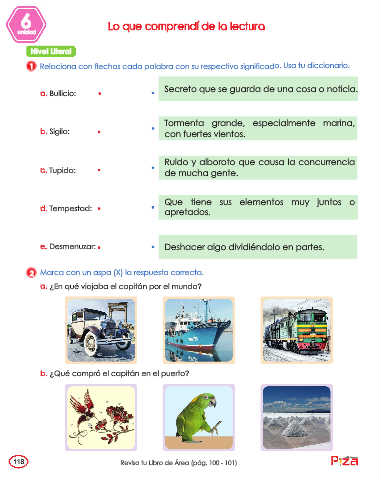 6
unidad
Lo que comprendí de la lectura
Nivel Literal
1 Relaciona con flechas cada palabra con su respectivo significado. Usa tu diccionario.
a. Bullicio:
Secreto que se guarda de una cosa o noticia.
b. Sigilo:
Tormenta grande, especialmente marina,
con fuertes vientos.
c. Tupido:
Ruido y alboroto que causa la concurrencia
de mucha gente.
d. Tempestad:
Que tiene sus elementos muy juntos o
apretados.
e. Desmenuzar:
Deshacer algo dividiéndolo en partes.
2 Marca con un aspa (X) la respuesta correcta.
a. ¿En qué viajaba el capitán por el mundo?
b. ¿Qué compró el capitán en el puerto?
118
Revisa tu Libro de Área (pág. 100 - 101)
Piza